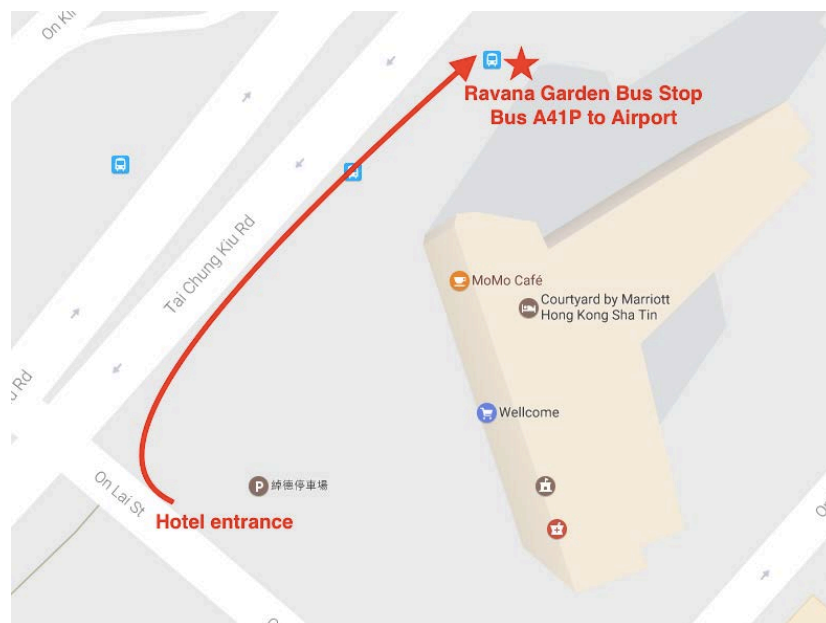 On Ki
Ravana Garden Bus Stop
Bus A41P to Airport
Tai Chung Kiu Rd
MoMo Café
Courtyard by Marriott
Hong Kong Sha Tin
u Rd
Wellcome
On Lai St
P 綽德停車場
Hotel entrance